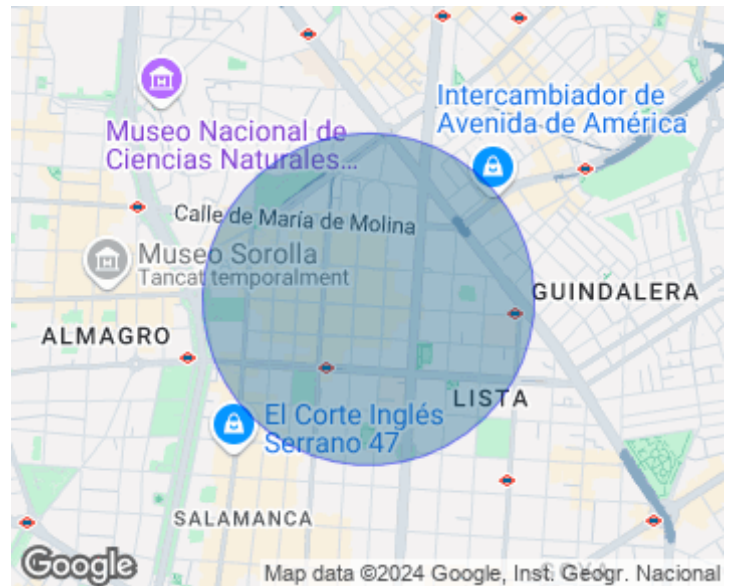 Intercambiador de
Avenida de América
Museo Nacional de
Ciencias Naturales...
Calle de María de Molina
Museo Sorolla
Tancat temporalment
GUINDALERA
ALMAGRO
LISTA
El Corte Inglés
Serrano 47
SALAMANCA
GOYA
Google
Map data ©2024 Google, Inst. Geogr. Nacional